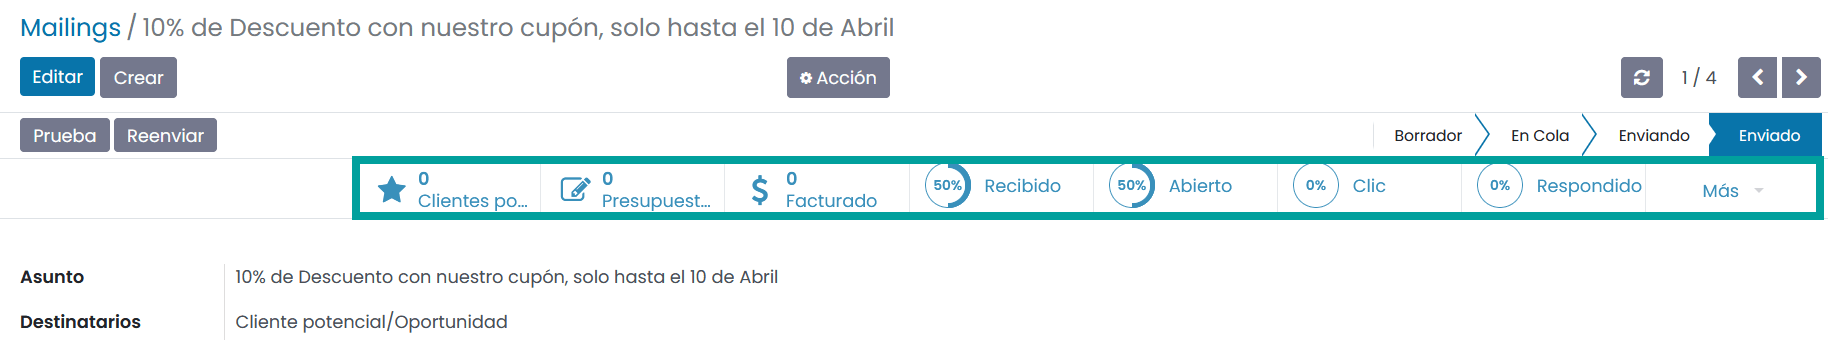 Mailings / 10% de Descuento con nuestro cupón, solo hasta el 10 de Abril
Editar Crear Acción 1 / 4
Prueba Reenviar Borrador En Cola Enviando Enviado
0 0 0
50% Recibido 50% Abierto 0% Clic 0% Respondido Más
Clientes po... Presupuest... Facturado
Asunto 10% de Descuento con nuestro cupón, solo hasta el 10 de Abril
Destinatarios Cliente potencial/Oportunidad